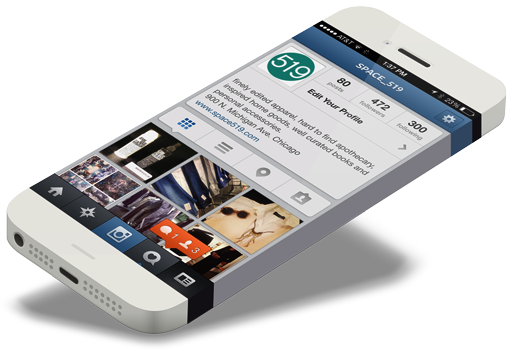 AT&T
1:37 PM
23%
SPACE_519
519
80
posts
472
followers
300
following
Edit Your Profile
finely edited apparel, hard to find apothecary,
inspired home goods, well curated books and
personal accessories.
900 N. Michigan Ave. Chicago
www.space519.com
1
3